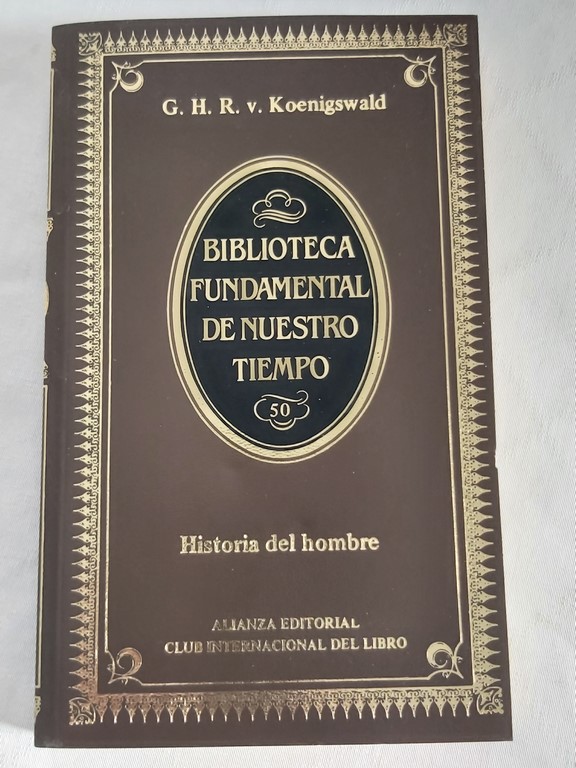 G. H. R. v. Koenigswald
BIBLIOTECA
FUNDAMENTAL
DE NUESTRO
TIEMPO
50
Historia del hombre
ALIANZA EDITORIAL
CLUB INTERNACIONAL DEL LIBRO